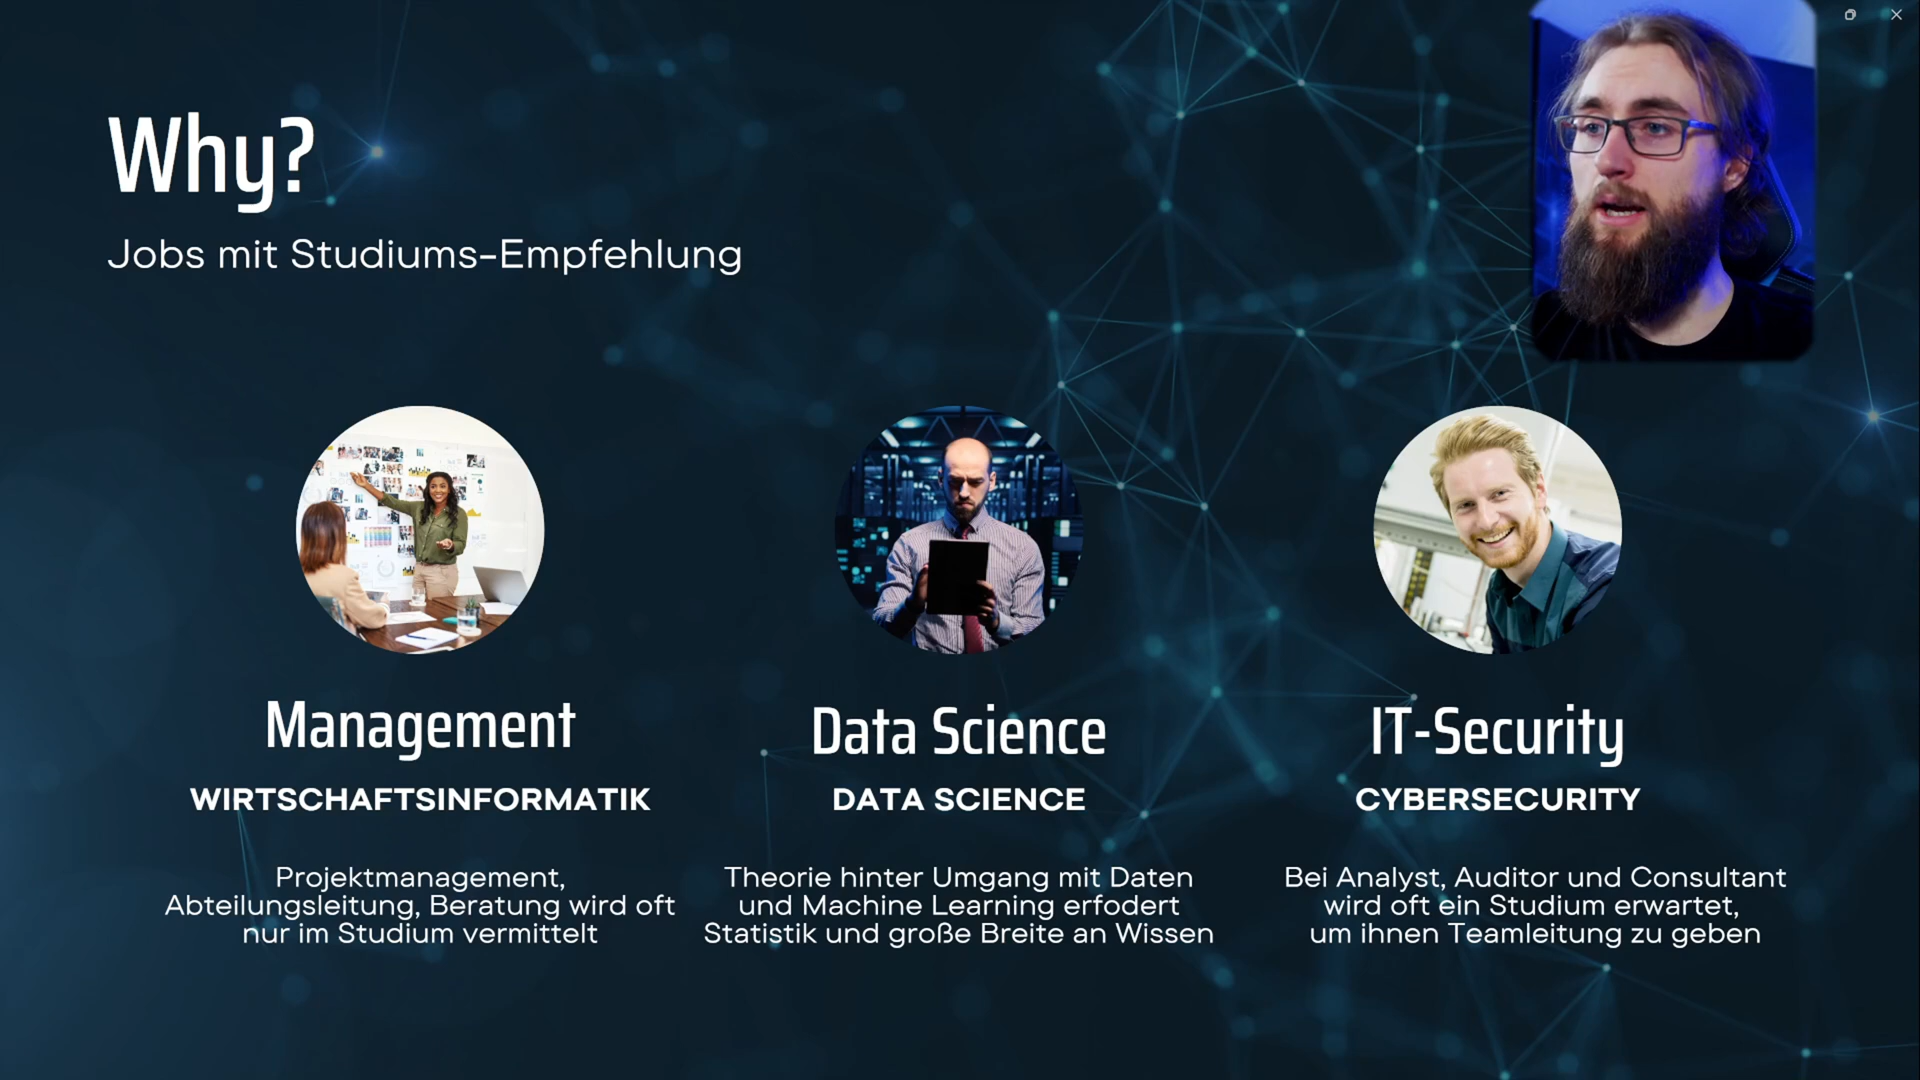 Why?
Jobs mit Studiums-Empfehlung
Management
WIRTSCHAFTSINFORMATIK
Projektmanagement,
Abteilungsleitung, Beratung wird oft
nur im Studium vermittelt
Data Science
DATA SCIENCE
Theorie hinter Umgang mit Daten
und Machine Learning erfodert
Statistik und große Breite an Wissen
IT-Security
CYBERSECURITY
Bei Analyst, Auditor und Consultant
wird oft ein Studium erwartet,
um ihnen Teamleitung zu geben